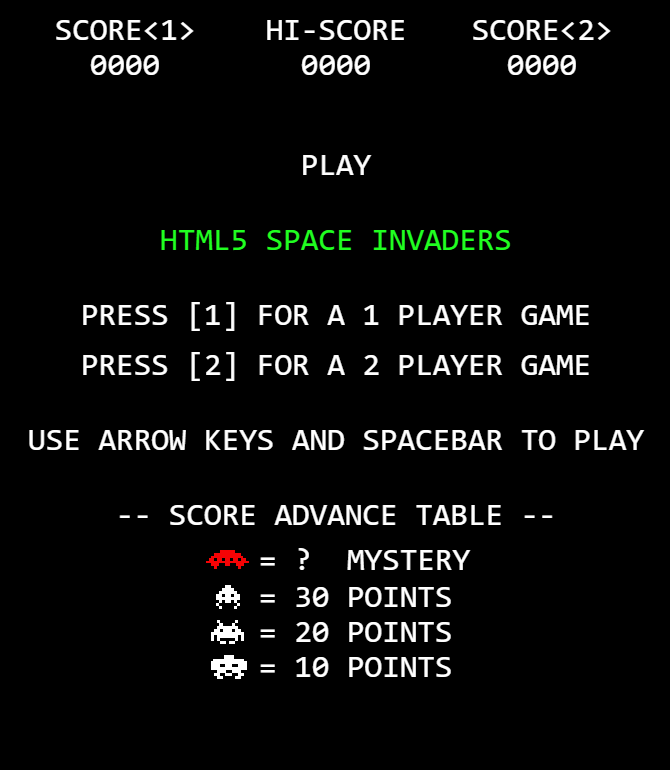 SCORE<1> HI-SCORE SCORE<2>
0000 0000 0000
PLAY
HTML5 SPACE INVADERS
PRESS [1] FOR A 1 PLAYER GAME
PRESS [2] FOR A 2 PLAYER GAME
USE ARROW KEYS AND SPACEBAR TO PLAY
-- SCORE ADVANCE TABLE --
= ? MYSTERY
= 30 POINTS
= 20 POINTS
= 10 POINTS